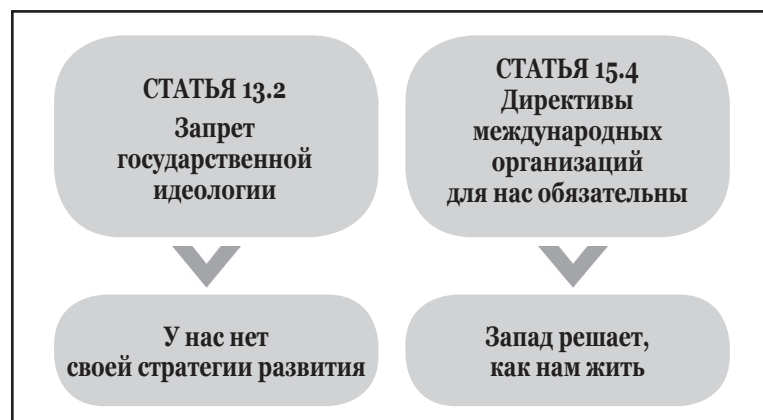 СТАТЬЯ 13.2
Запрет
государственной
идеологии
СТАТЬЯ 15.4
Директивы
международных
организаций
для нас обязательны
У нас нет
своей стратегии развития
Запад решает,
как нам жить